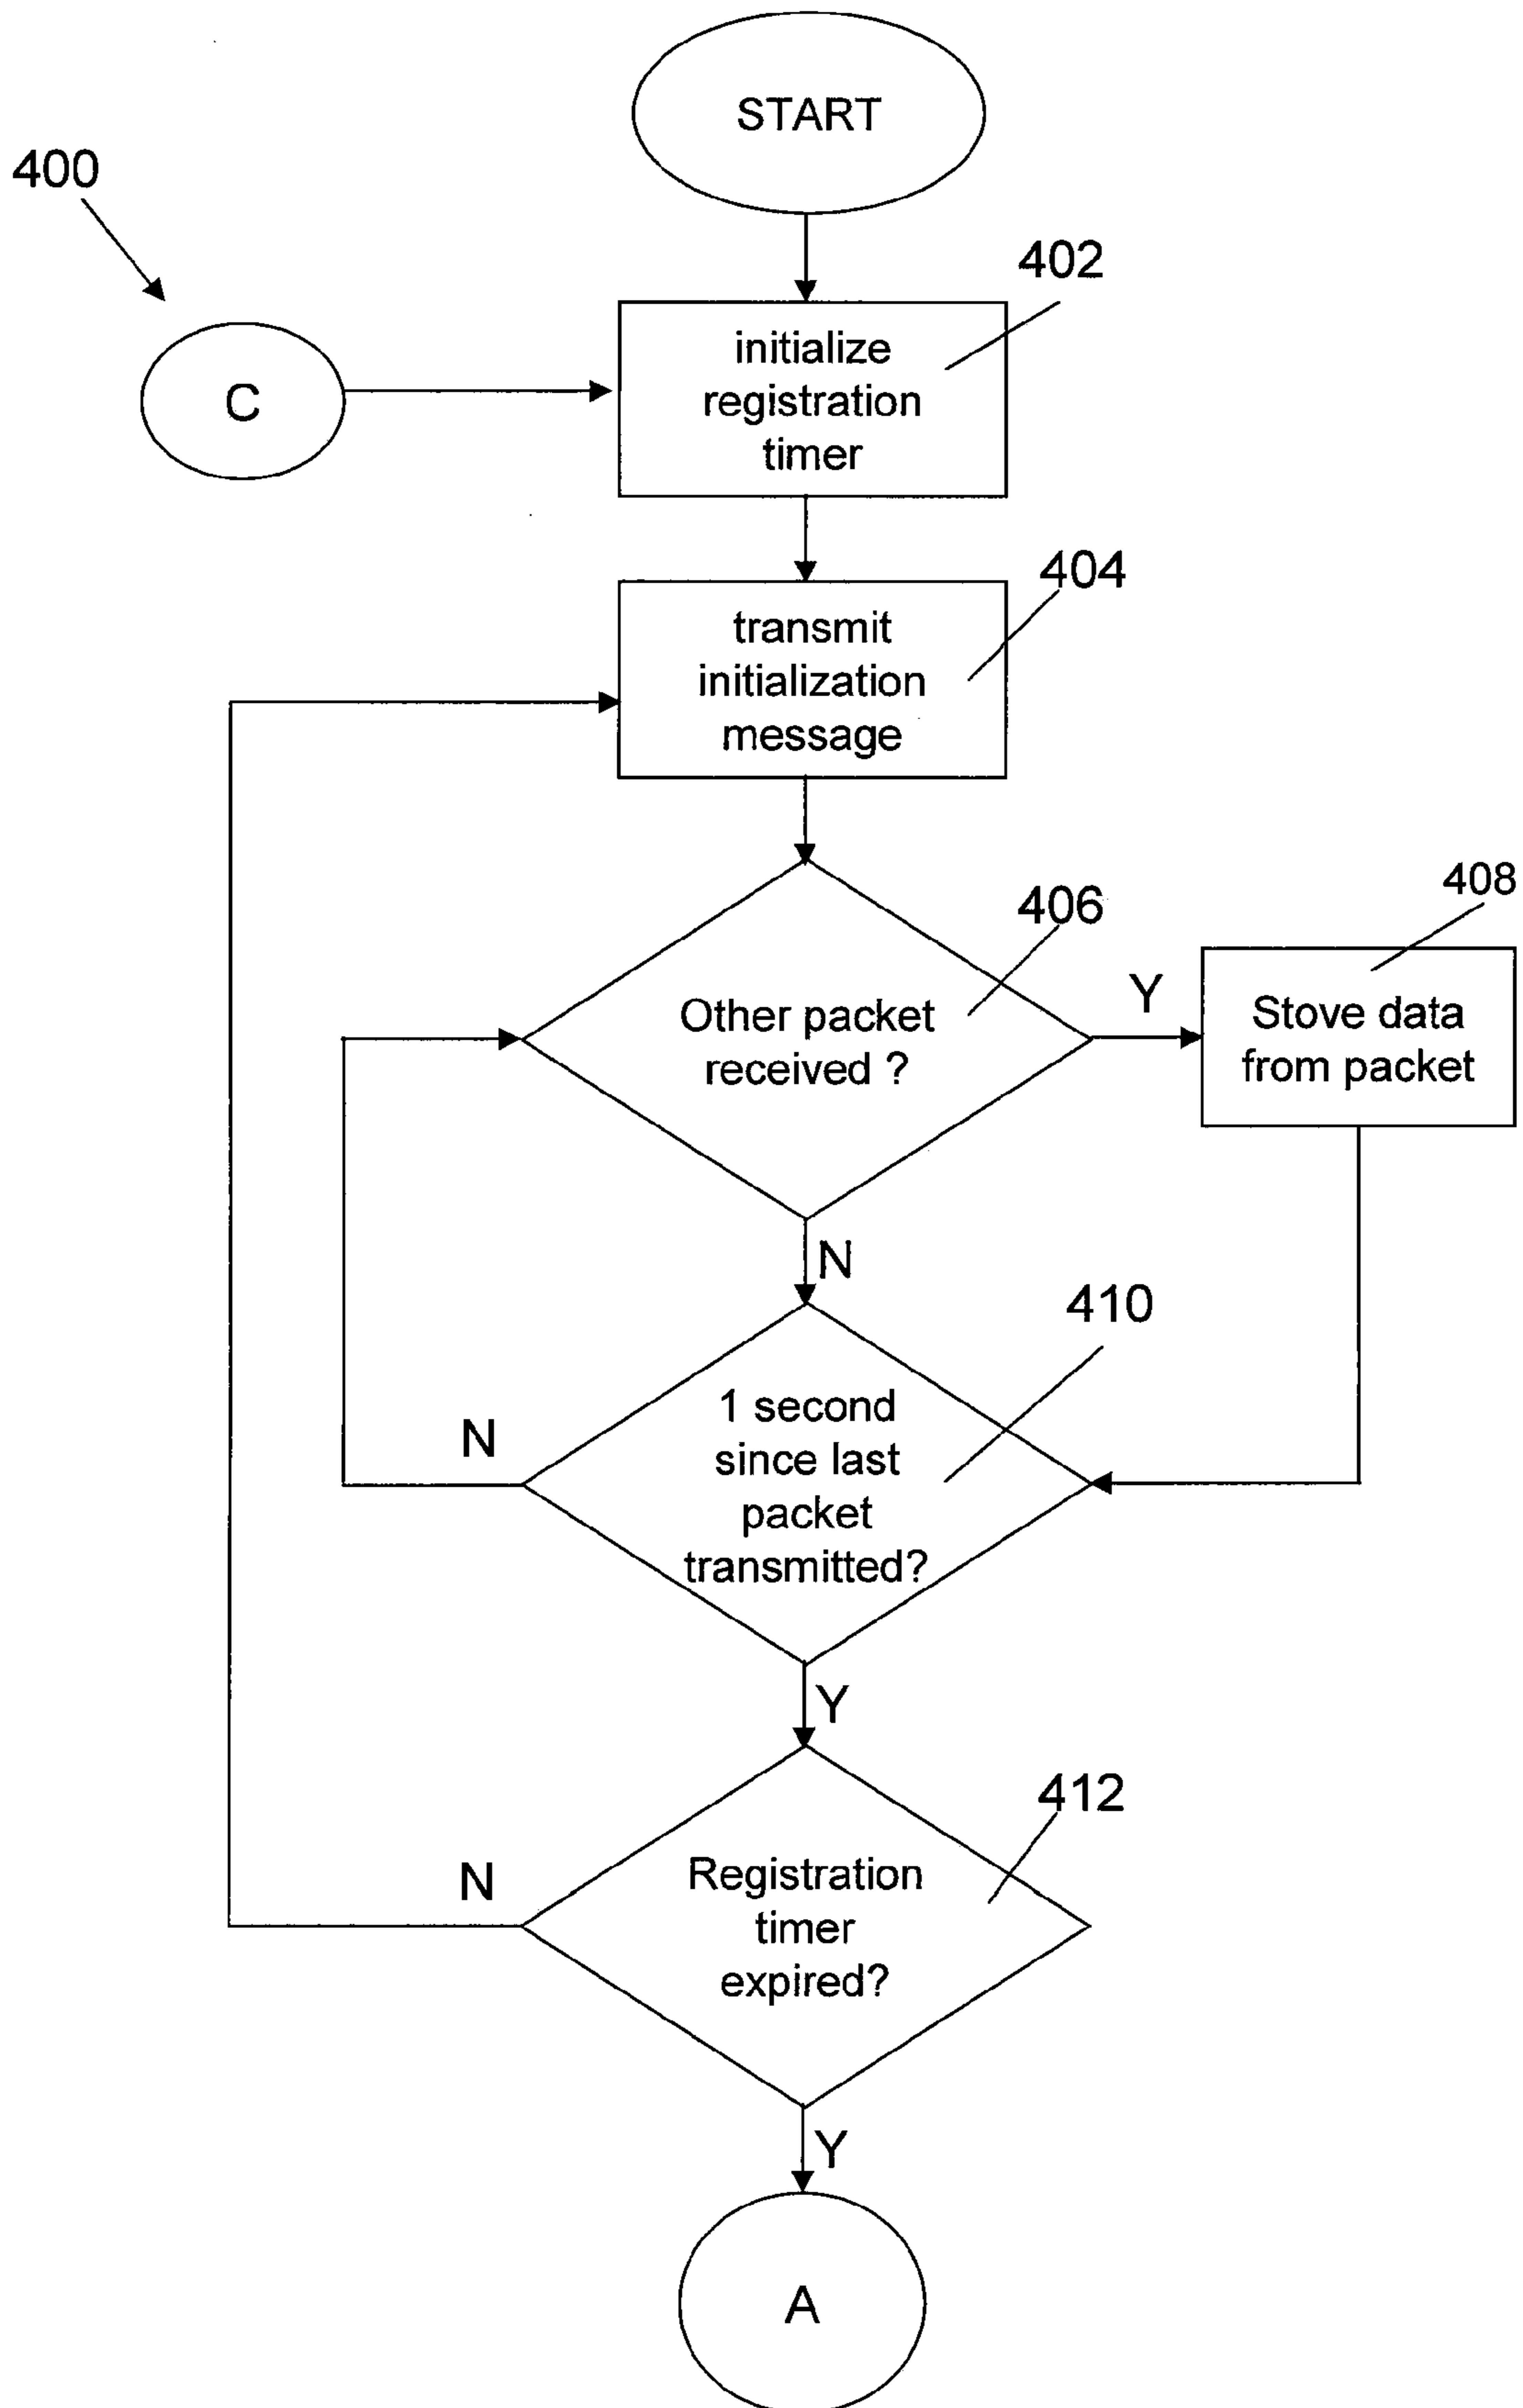 START
400
402
initialize
registration
timer
C
404
transmit
initialization
message
406
408
Other packet
received ?
Y
Stove data
from packet
N
410
1 second
since last
packet
transmitted?
N
Y
412
Registration
timer
expired?
N
Y
A